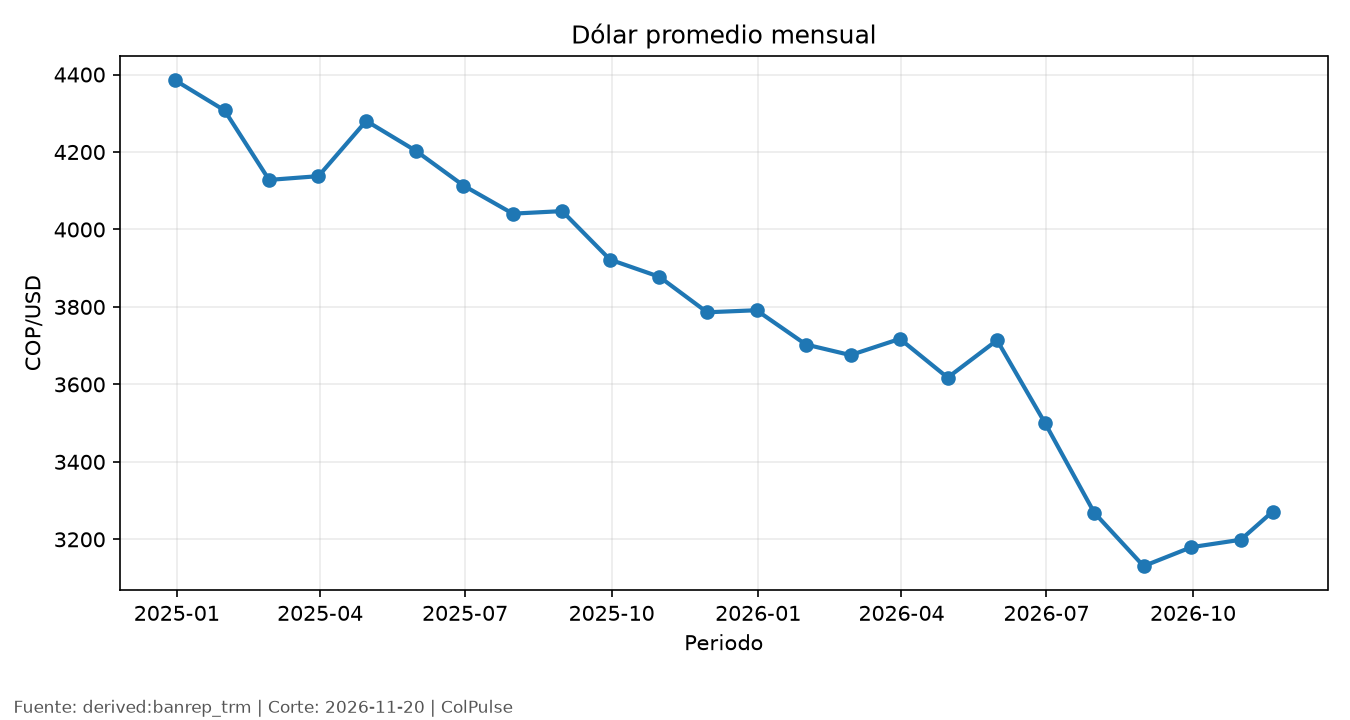 Dólar promedio mensual
4400
4200
4000
3800
3600
3400
3200
COP/USD
2025-01 2025-04 2025-07 2025-10 2026-01 2026-04 2026-07 2026-10
Periodo
Fuente: derived:banrep_trm | Corte: 2026-11-20 | ColPulse